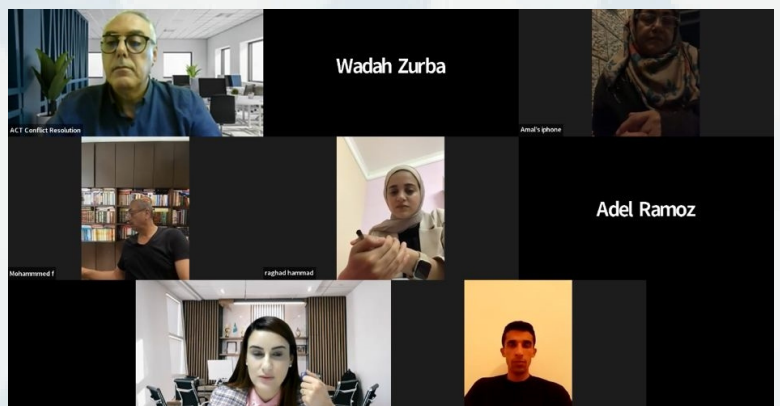 ACT Conflict Resolution
Wadah Zurba
Amal's iphone
Mohammmed f
raghad hammad
Adel Ramoz